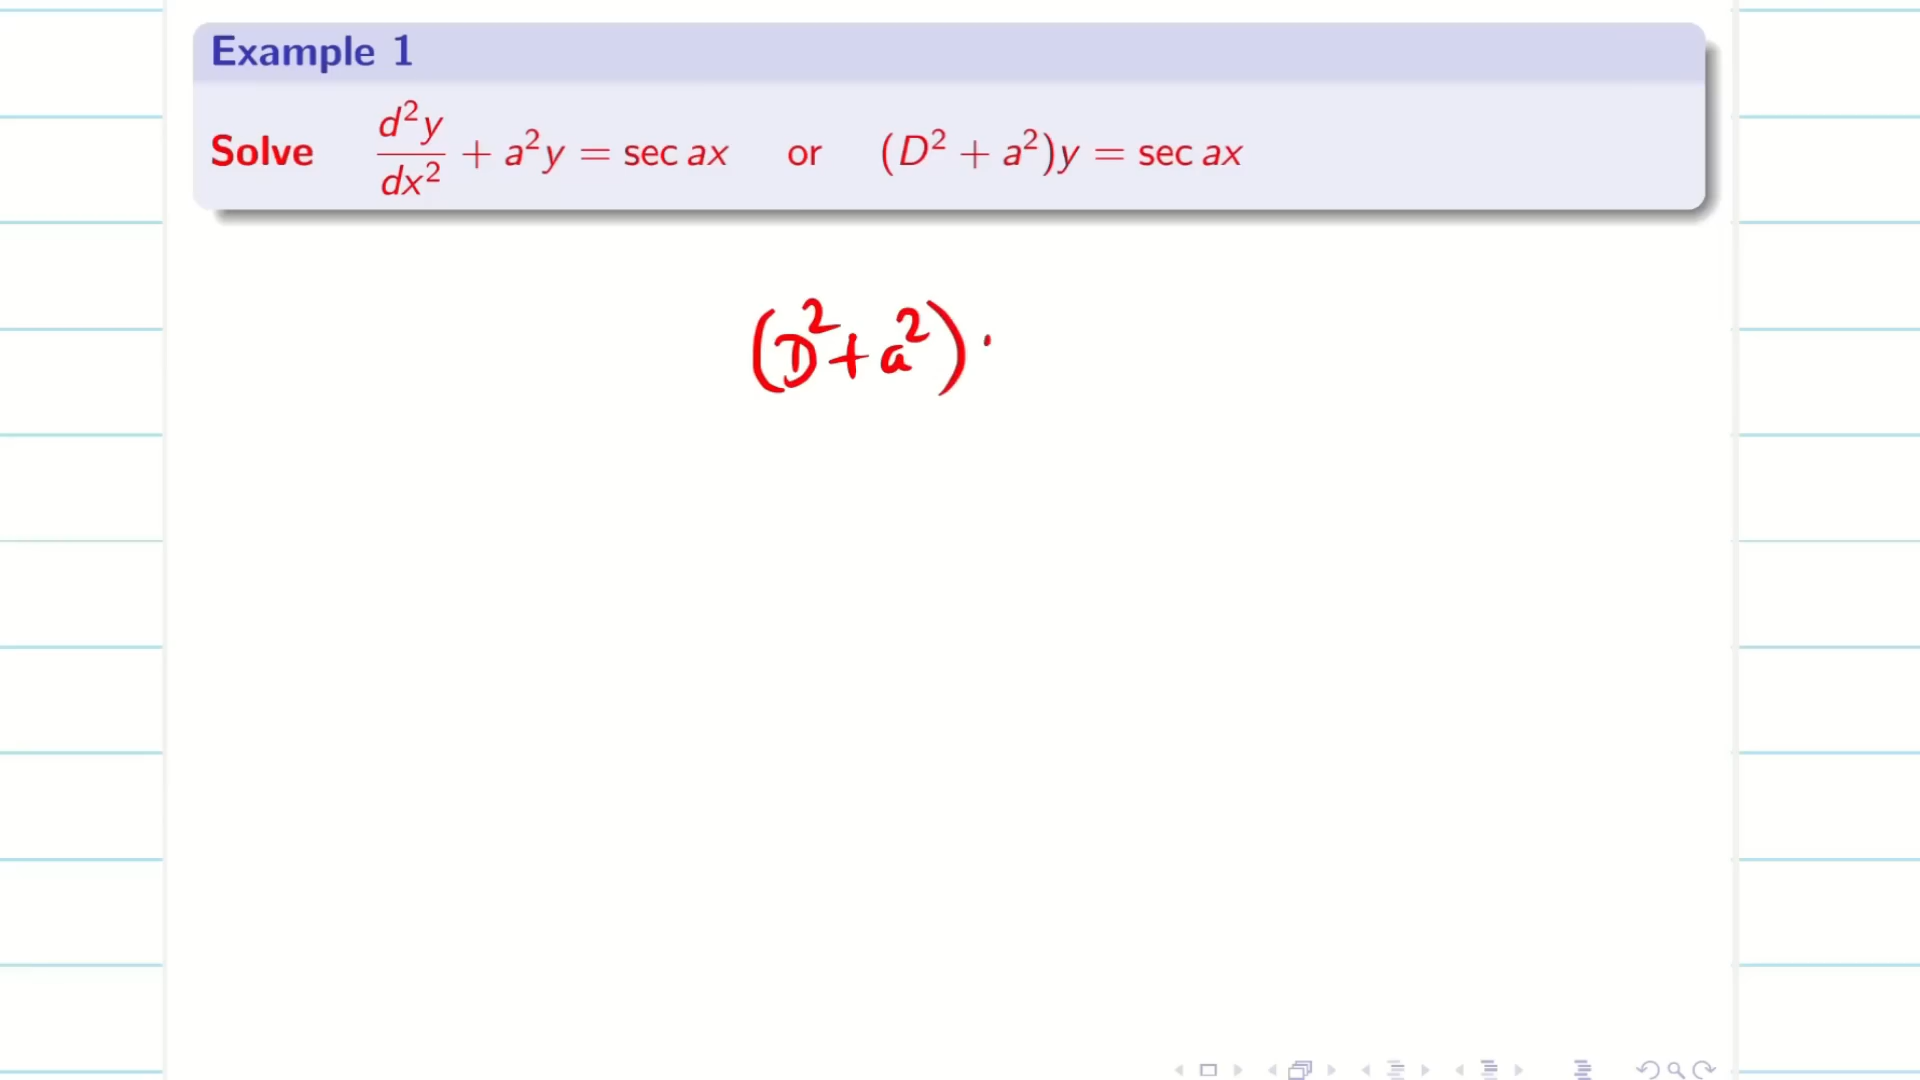 Example 1
Solve d²y/dx² + a²y = sec ax or (D² + a²)y = sec ax
(D²+a²)